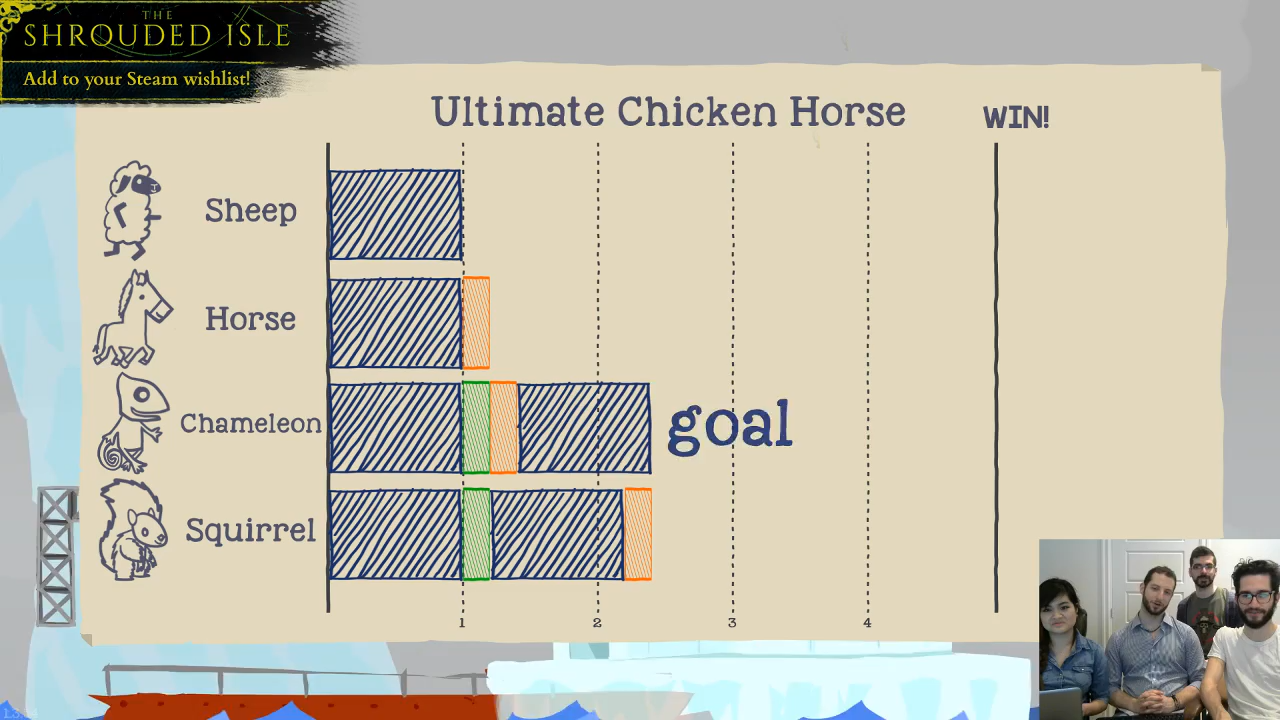 THE
SHROUDED ISLE
Add to your Steam wishlist!
Ultimate Chicken Horse
WIN!
Sheep
Horse
Chameleon
goal
Squirrel
1 2 3 4